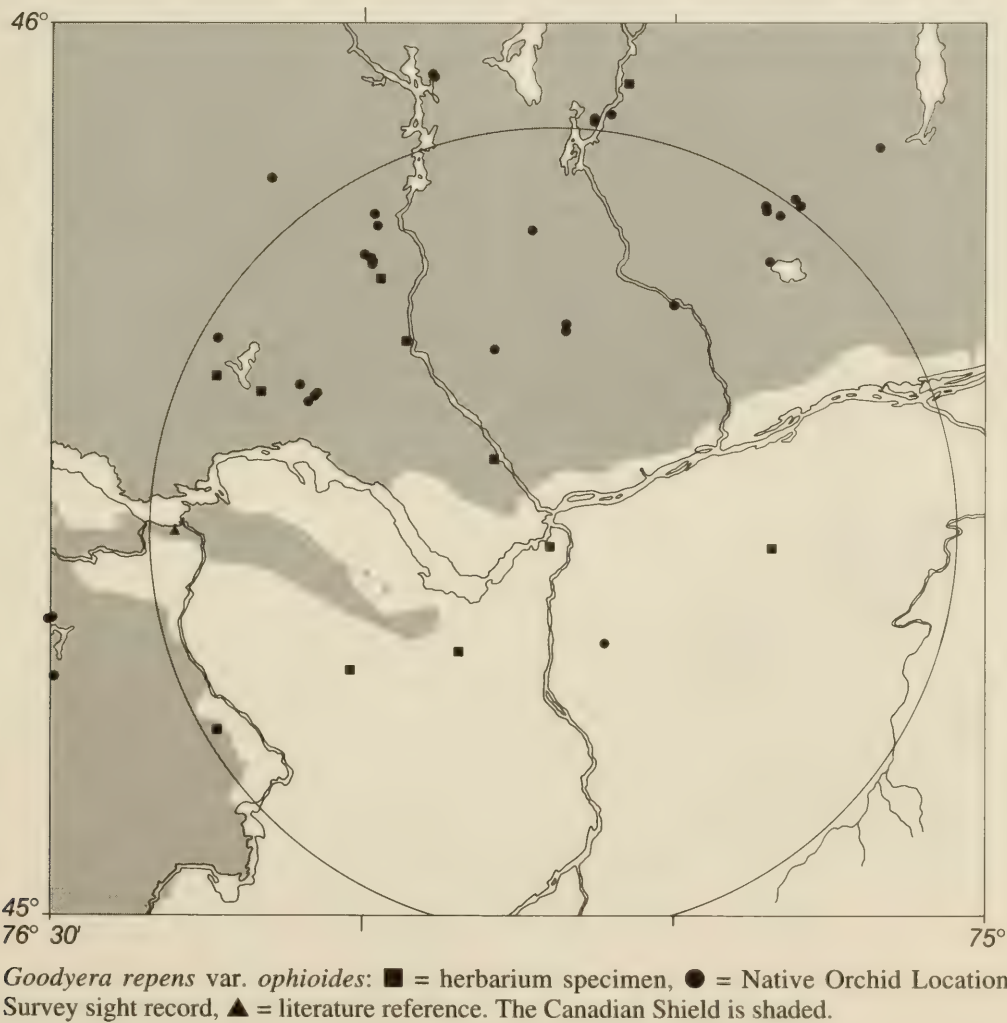 46°
45°
76° 30′
75°
Goodyera repens var. ophioides: ■ = herbarium specimen, ● = Native Orchid Location
Survey sight record, ▲ = literature reference. The Canadian Shield is shaded.